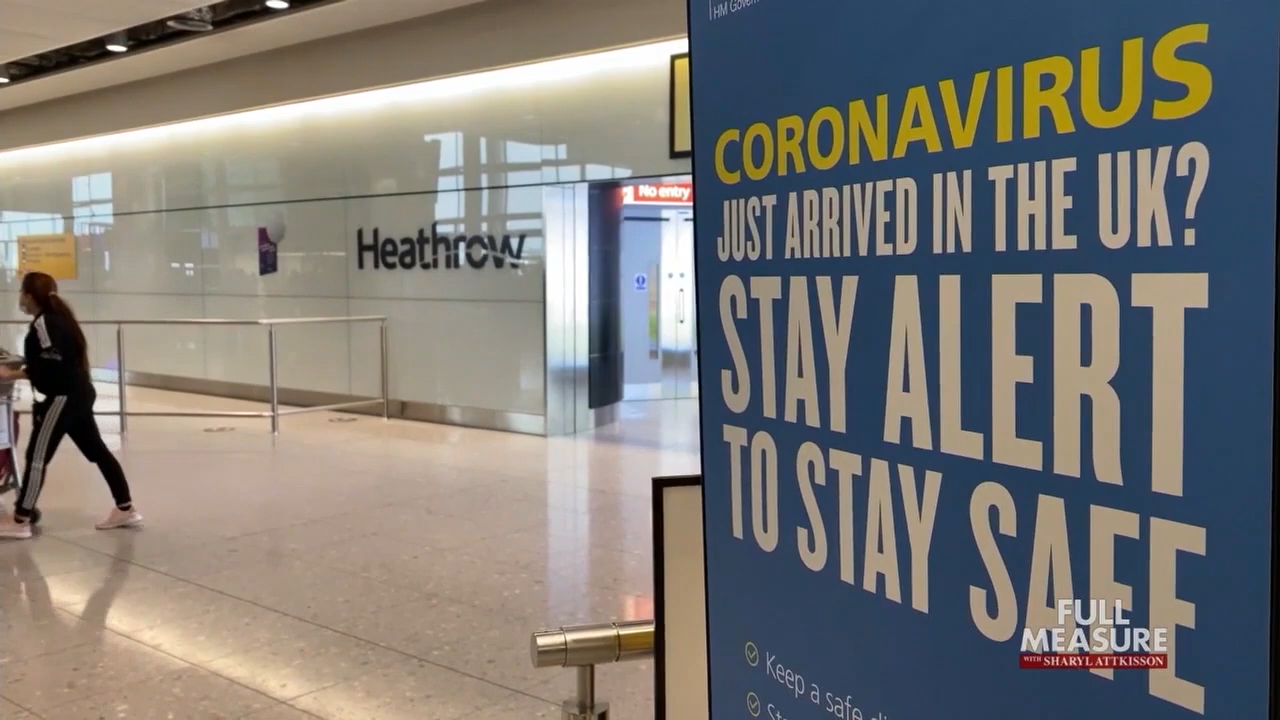 HM Govern
CORONAVIRUS
JUST ARRIVED IN THE UK?
STAY ALERT
TO STAY SAFE
Keep a safe
Heathrow
No entry
FULL
MEASURE
WITH SHARYL ATTKISSON